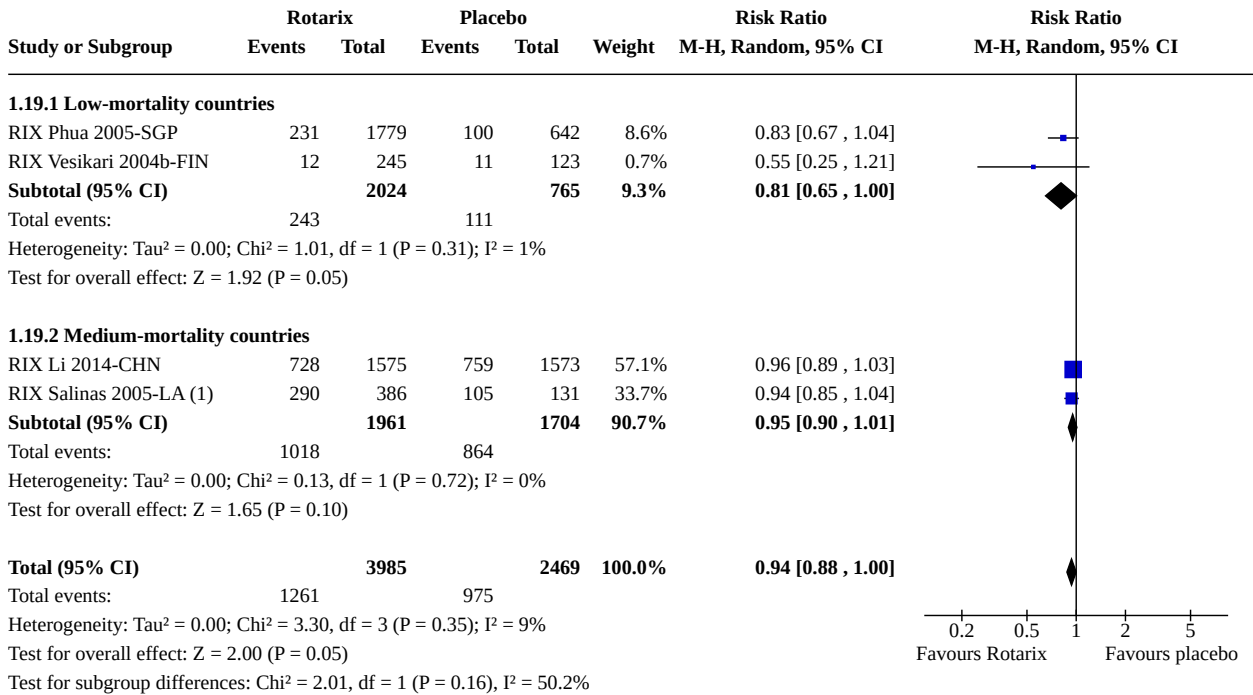 Rotarix Placebo Risk Ratio Risk Ratio
Study or Subgroup Events Total Events Total Weight M-H, Random, 95% CI M-H, Random, 95% CI
1.19.1 Low-mortality countries
RIX Phua 2005-SGP 231 1779 100 642 8.6% 0.83 [0.67 , 1.04]
RIX Vesikari 2004b-FIN 12 245 11 123 0.7% 0.55 [0.25 , 1.21]
Subtotal (95% CI) 2024 765 9.3% 0.81 [0.65 , 1.00]
Total events: 243 111
Heterogeneity: Tau² = 0.00; Chi² = 1.01, df = 1 (P = 0.31); I² = 1%
Test for overall effect: Z = 1.92 (P = 0.05)
1.19.2 Medium-mortality countries
RIX Li 2014-CHN 728 1575 759 1573 57.1% 0.96 [0.89 , 1.03]
RIX Salinas 2005-LA (1) 290 386 105 131 33.7% 0.94 [0.85 , 1.04]
Subtotal (95% CI) 1961 1704 90.7% 0.95 [0.90 , 1.01]
Total events: 1018 864
Heterogeneity: Tau² = 0.00; Chi² = 0.13, df = 1 (P = 0.72); I² = 0%
Test for overall effect: Z = 1.65 (P = 0.10)
Total (95% CI) 3985 2469 100.0% 0.94 [0.88 , 1.00]
Total events: 1261 975
Heterogeneity: Tau² = 0.00; Chi² = 3.30, df = 3 (P = 0.35); I² = 9%
0.2 0.5 1 2 5
Test for overall effect: Z = 2.00 (P = 0.05) Favours Rotarix Favours placebo
Test for subgroup differences: Chi² = 2.01, df = 1 (P = 0.16), I² = 50.2%